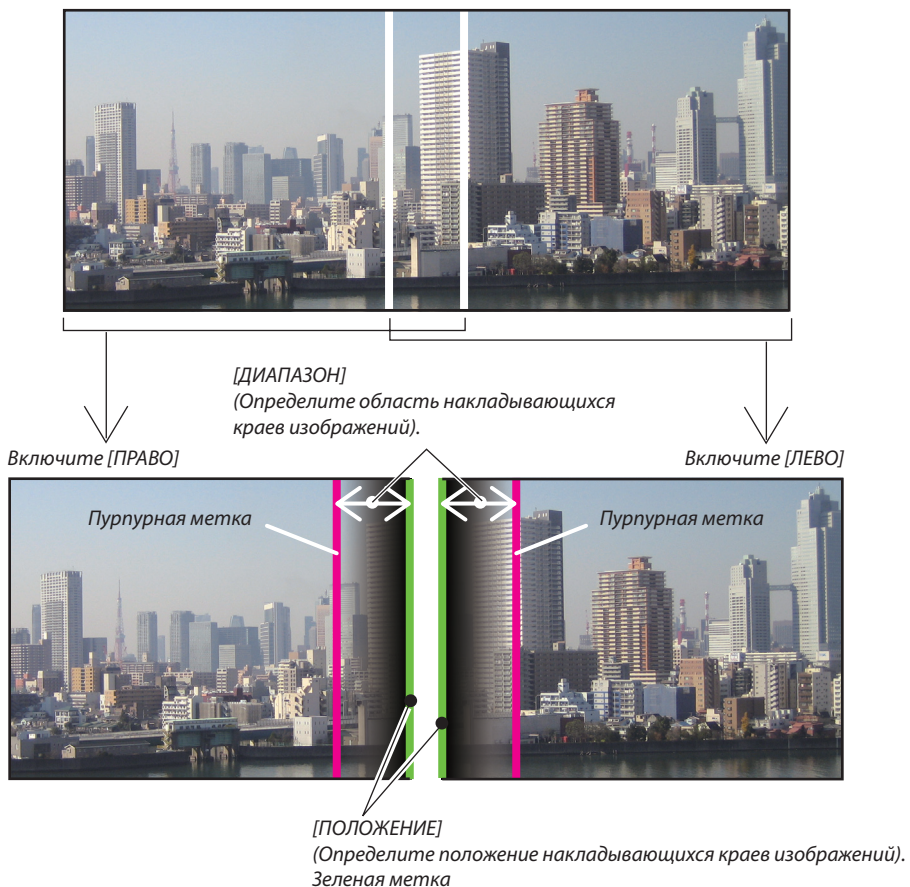 [ДИАПАЗОН]
(Определите область накладывающихся
краев изображений).
Включите [ПРАВО]
Включите [ЛЕВО]
Пурпурная метка
Пурпурная метка
[ПОЛОЖЕНИЕ]
(Определите положение накладывающихся краев изображений).
Зеленая метка